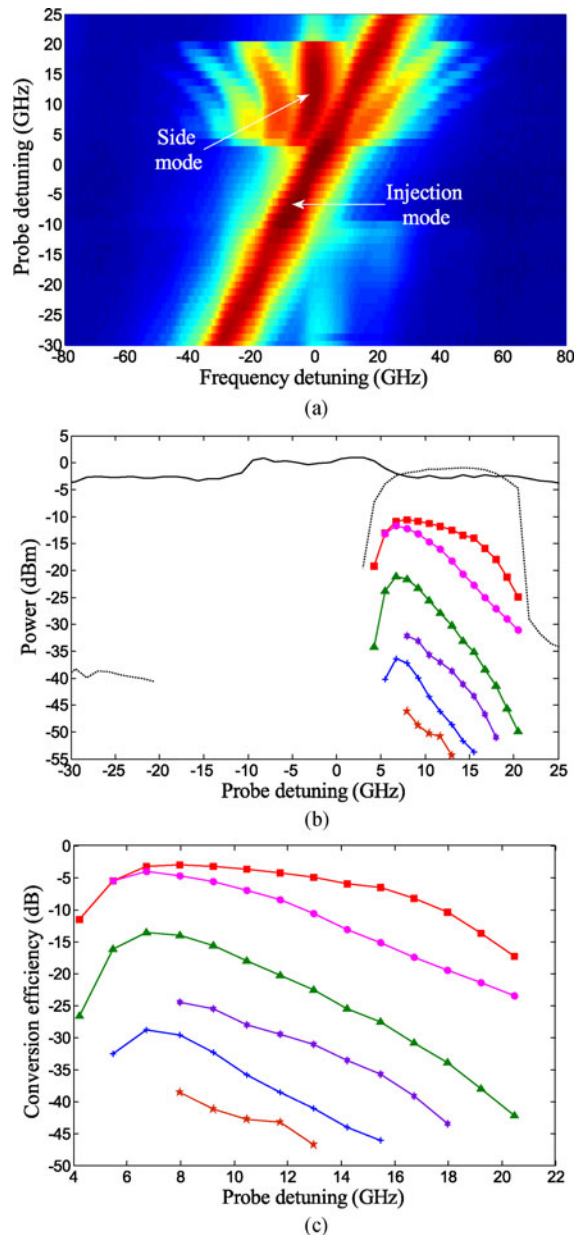 25
20
15
10
5
0
-5
-10
-15
-20
-25
-30
Probe detuning (GHz)
Side
mode
Injection
mode
-80 -60 -40 -20 0 20 40 60 80
Frequency detuning (GHz)
(a)
5
0
-5
-10
-15
-20
-25
-30
-35
-40
-45
-50
-55
Power (dBm)
-30 -25 -20 -15 -10 -5 0 5 10 15 20 25
Probe detuning (GHz)
(b)
0
-5
-10
-15
-20
-25
-30
-35
-40
-45
-50
Conversion efficiency (dB)
4 6 8 10 12 14 16 18 20 22
Probe detuning (GHz)
(c)